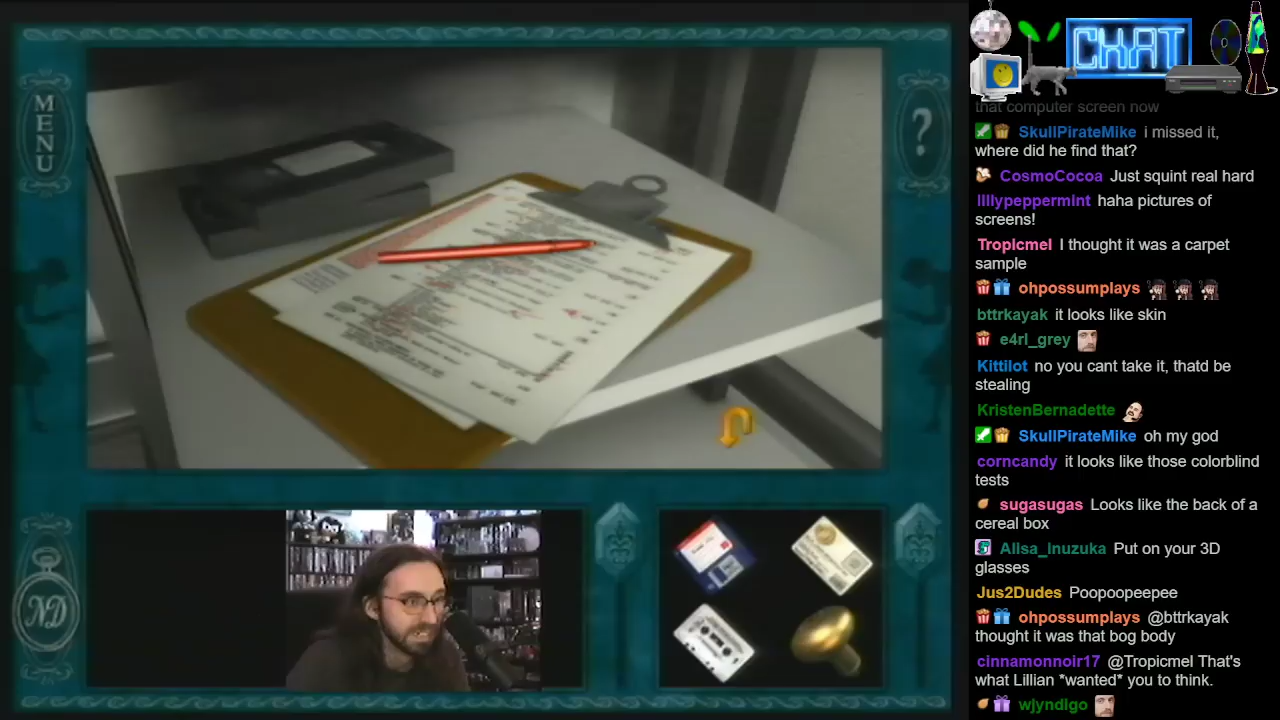 MENU
?
ND
CHAT
that computer screen now
SkullPirateMike i missed it,
where did he find that?
CosmoCocoa Just squint real hard
lillypeppermint haha pictures of
screens!
Tropicmel I thought it was a carpet
sample
ohpossumplays
bttrkayak it looks like skin
e4rl_grey
Kittilot no you cant take it, thatd be
stealing
KristenBernadette
SkullPirateMike oh my god
corncandy it looks like those colorblind
tests
sugasugas Looks like the back of a
cereal box
Alisa_Inuzuka Put on your 3D
glasses
Jus2Dudes Poopoopeepee
ohpossumplays @bttrkayak
thought it was that bog body
cinnamonnoir17 @Tropicmel That's
what Lillian *wanted* you to think.
wjyndigo